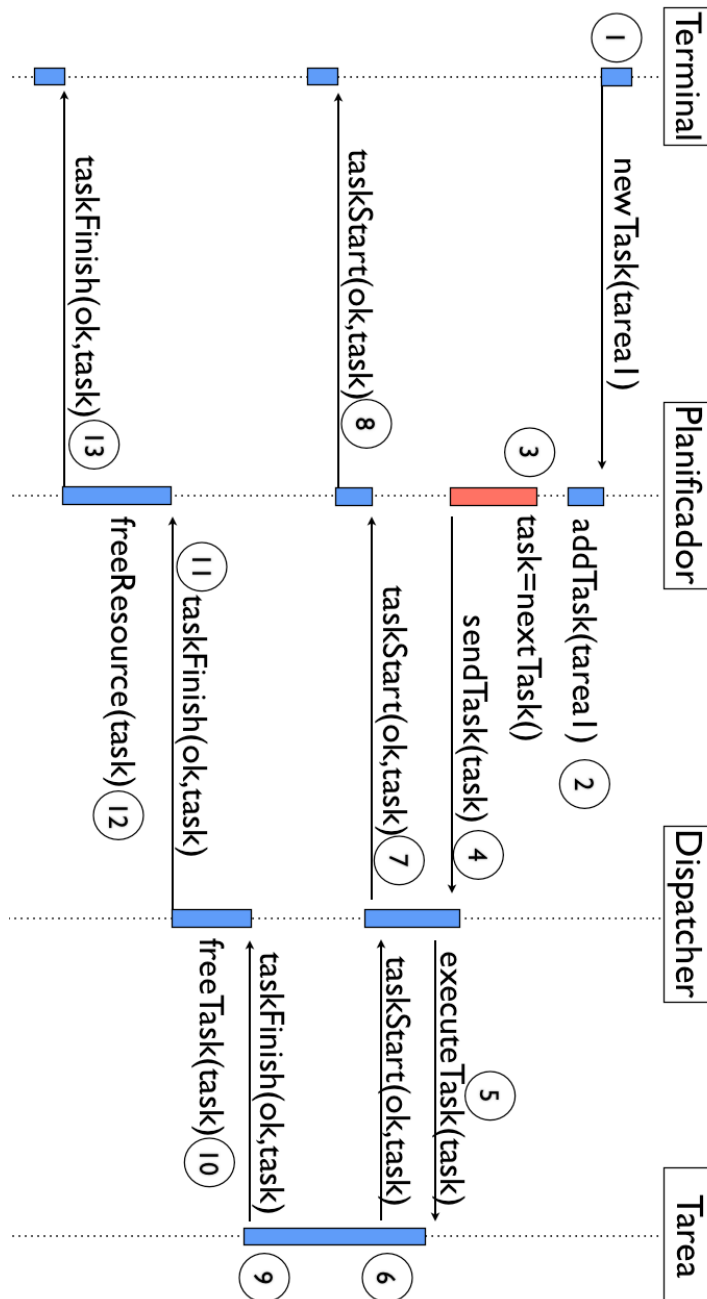 Terminal
Planificador
Dispatcher
Tarea
1
newTask(tarea1)
addTask(tarea1)
2
3
task=nextTask()
sendTask(task)
4
executeTask(task)
5
taskStart(ok,task)
6
taskStart(ok,task)
7
taskStart(ok,task)
8
taskFinish(ok,task)
9
freeTask(task)
10
11
taskFinish(ok,task)
freeResource(task)
12
taskFinish(ok,task)
13